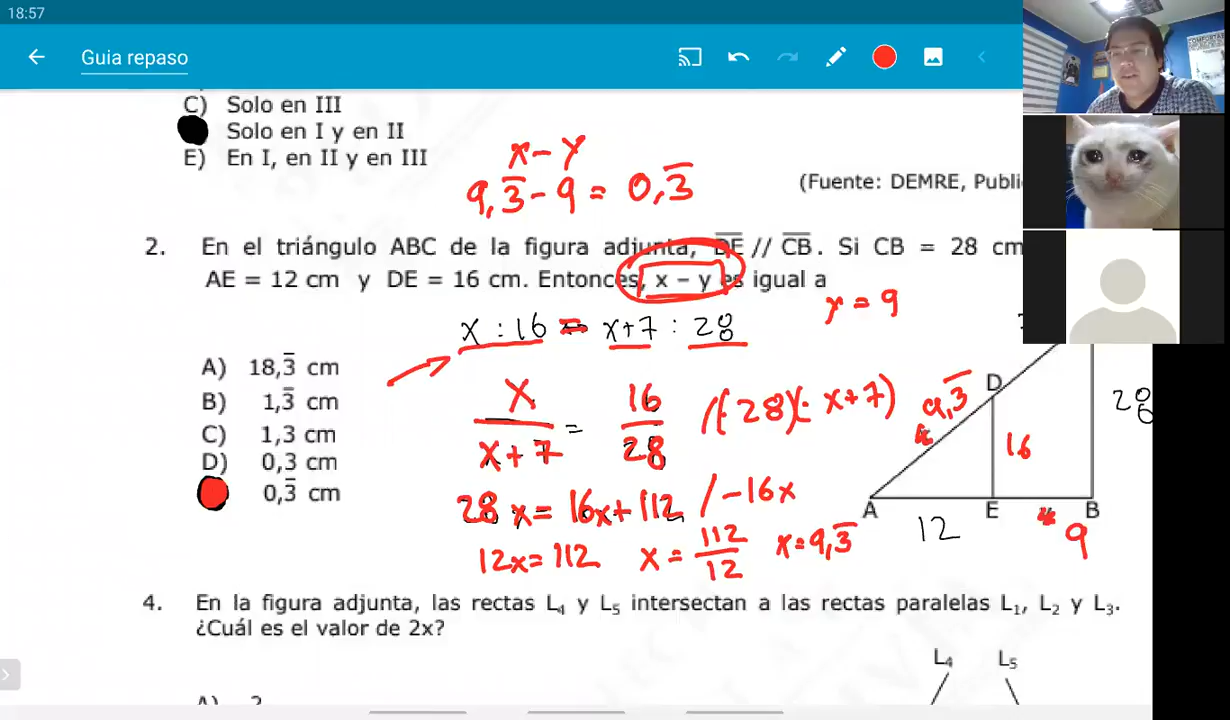 18:57
Guia repaso
C) Solo en III
Solo en I y en II
E) En I, en II y en III
x - y
9,3̅ - 9 = 0,3̅
(Fuente: DEMRE, Publi
2. En el triángulo ABC de la figura adjunta, D̅E̅ // C̅B̅. Si CB = 28 cm
AE = 12 cm y DE = 16 cm. Entonces, x − y es igual a
y = 9
x : 16 = x+7 : 28
A) 18,3̅ cm
B) 1,3̅ cm
C) 1,3 cm
D) 0,3 cm
0,3̅ cm
x/x+7 = 16/28 /(·28)(· x+7)
28x = 16x + 112 / -16x
12x = 112 x = 112/12 x = 9,3̅
D
9,3̅
16
28
A E B
12
9
4. En la figura adjunta, las rectas L₄ y L₅ intersectan a las rectas paralelas L₁, L₂ y L₃.
¿Cuál es el valor de 2x?
L₄ L₅